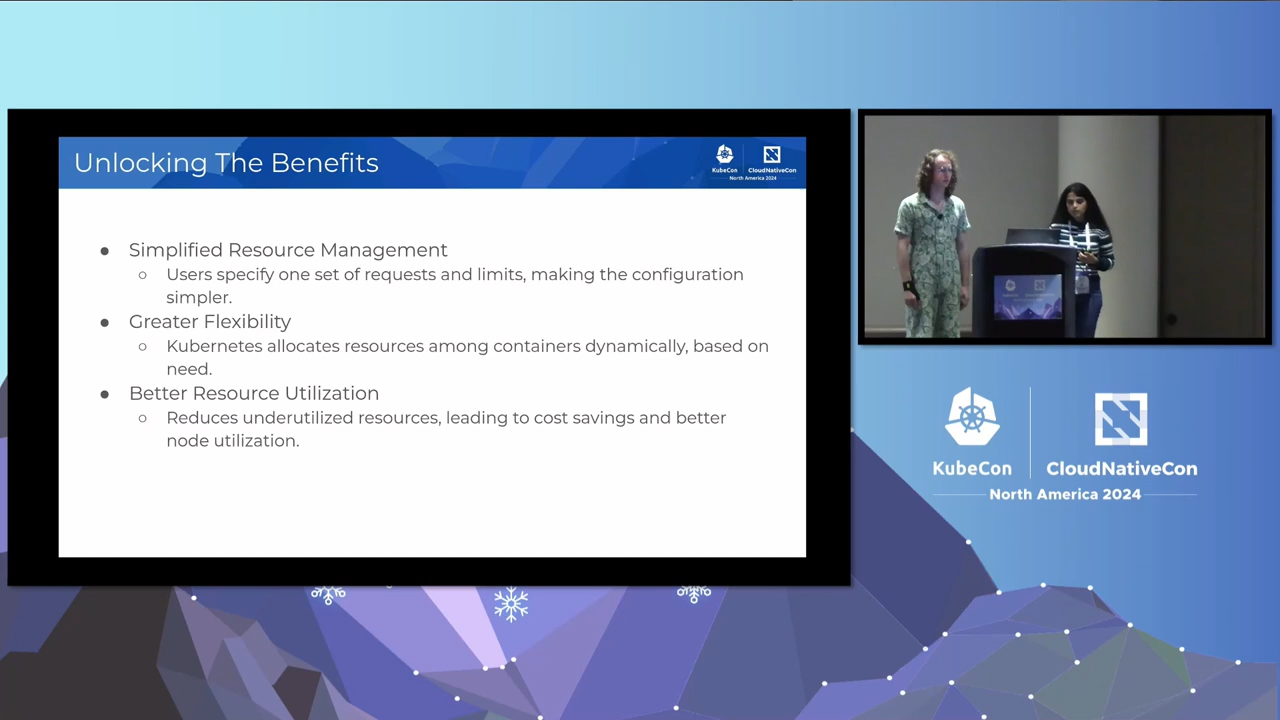 Unlocking The Benefits
KubeCon
CloudNativeCon
North America 2024
● Simplified Resource Management
○ Users specify one set of requests and limits, making the configuration
simpler.
● Greater Flexibility
○ Kubernetes allocates resources among containers dynamically, based on
need.
● Better Resource Utilization
○ Reduces underutilized resources, leading to cost savings and better
node utilization.
KubeCon
CloudNativeCon
North America 2024